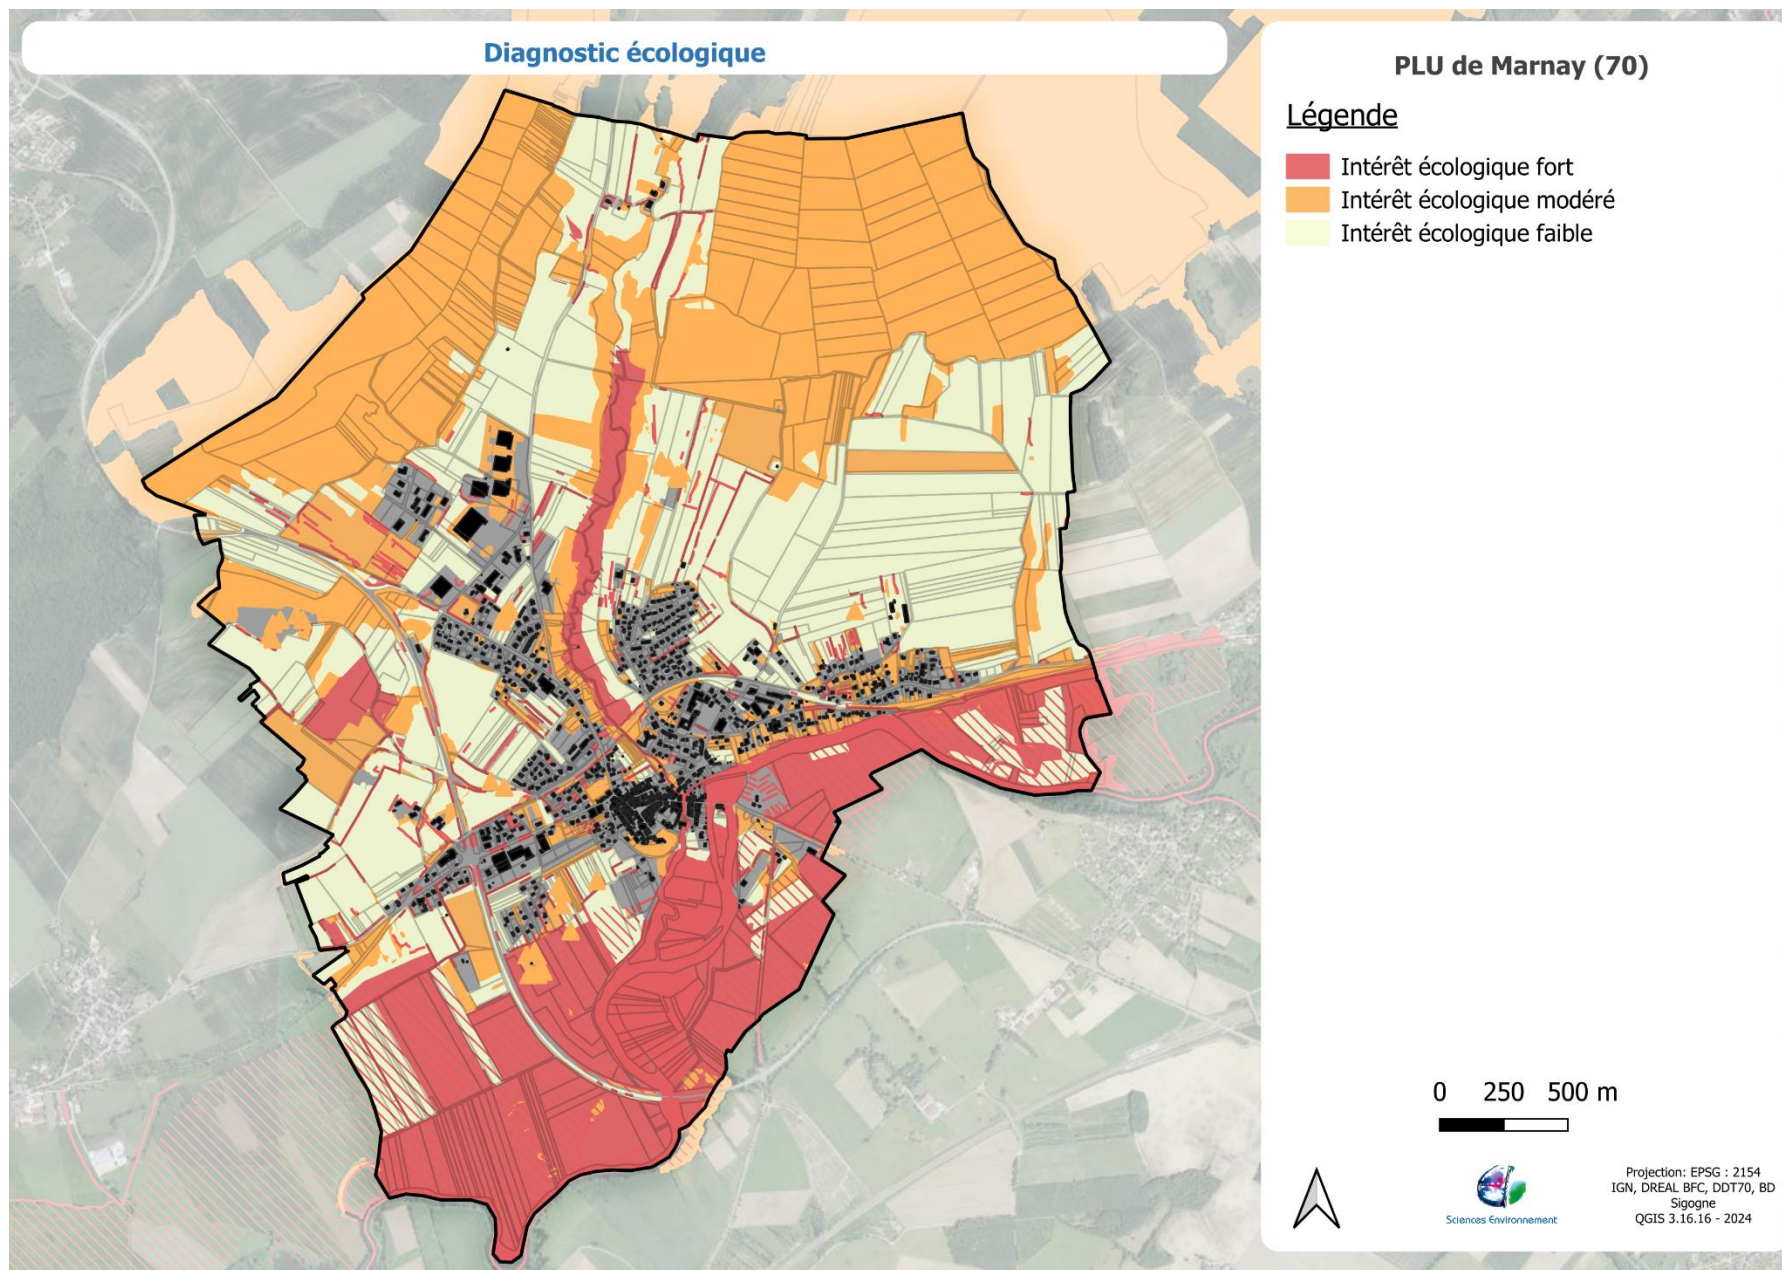 Diagnostic écologique
PLU de Marnay (70)
Légende
Intérêt écologique fort
Intérêt écologique modéré
Intérêt écologique faible
0 250 500 m
Sciences Environnement
Projection: EPSG : 2154
IGN, DREAL BFC, DDT70, BD
Sigogne
QGIS 3.16.16 - 2024